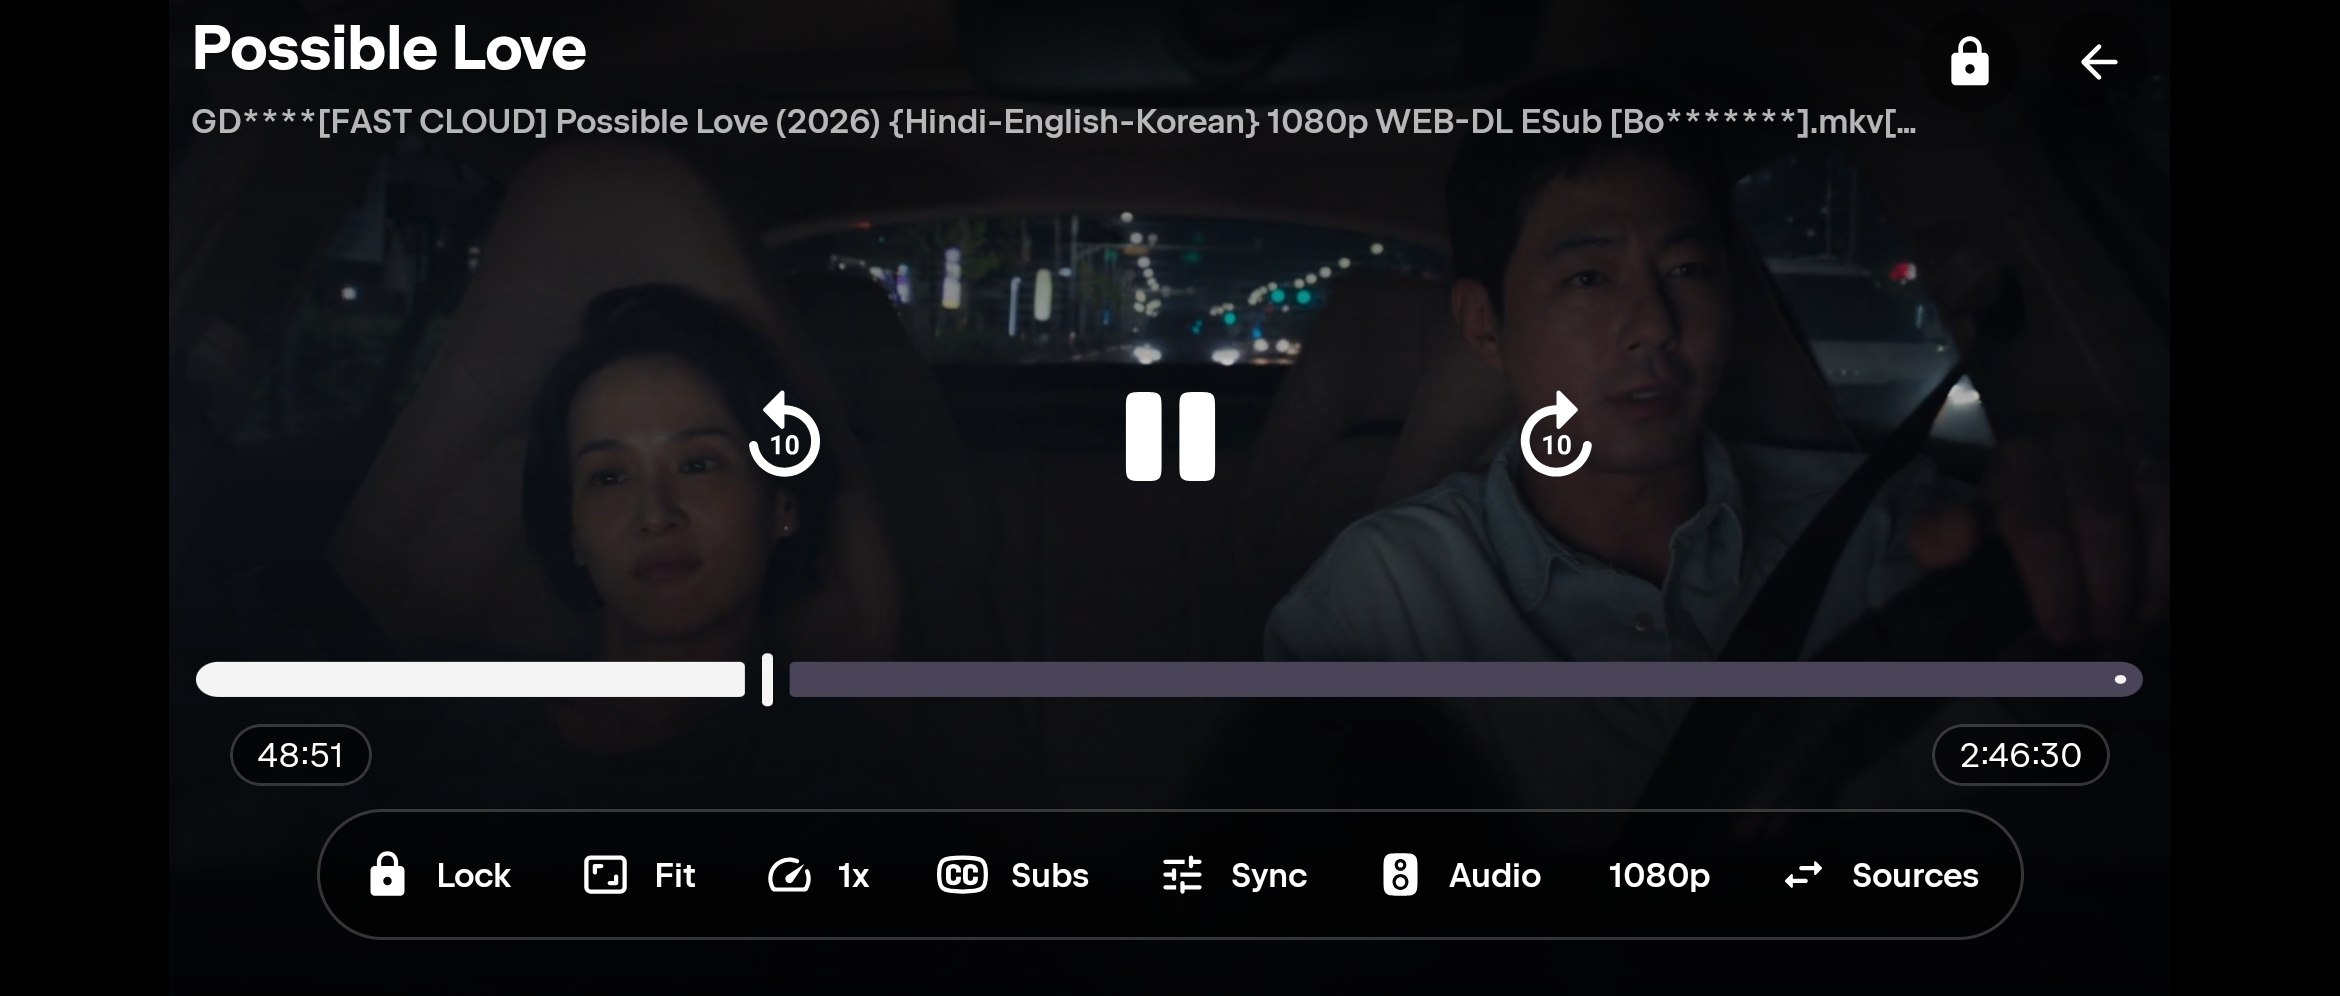 Possible Love
GD****[FAST CLOUD] Possible Love (2026) {Hindi-English-Korean} 1080p WEB-DL ESub [Bo*******].mkv[...
10
10
48:51
2:46:30
Lock Fit 1x CC Subs Sync Audio 1080p Sources